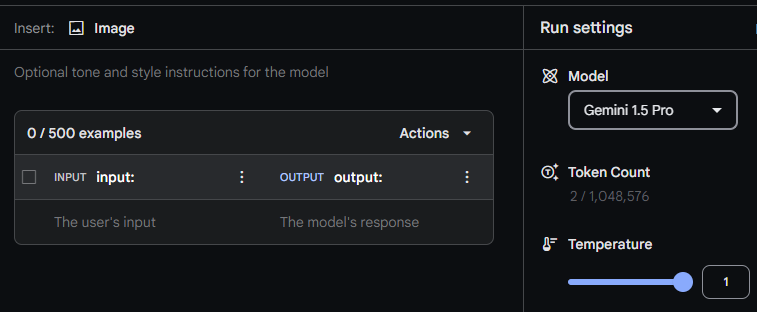 Insert: Image
Optional tone and style instructions for the model
0 / 500 examples Actions
INPUT input: OUTPUT output:
The user's input The model's response
Run settings
Model
Gemini 1.5 Pro
Token Count
2 / 1,048,576
Temperature
1